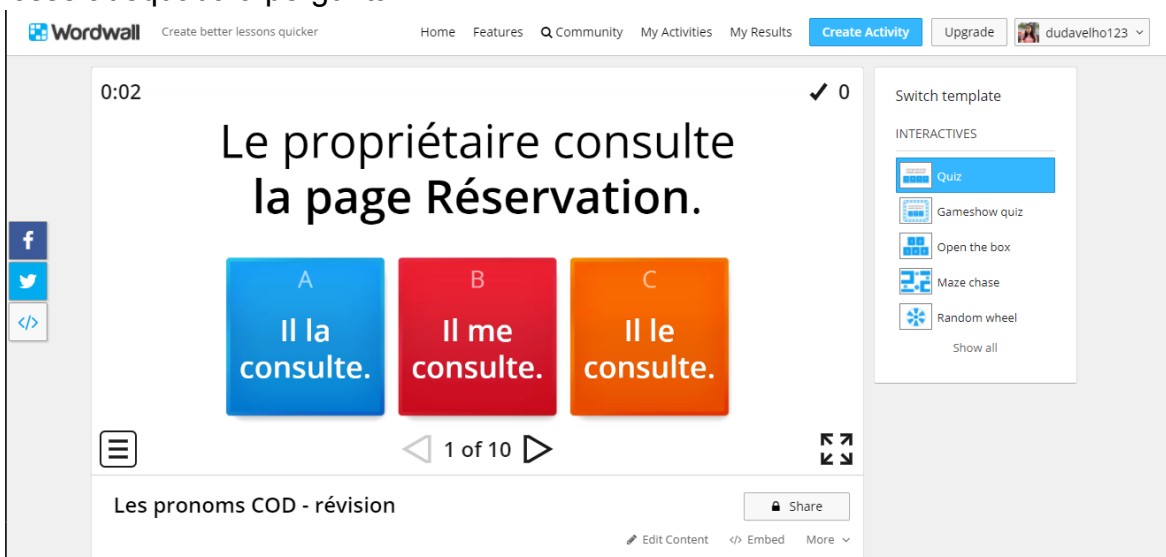 Wordwall Create better lessons quicker Home Features Community My Activities My Results Create Activity Upgrade dudavelho123
0:02
0
Le propriétaire consulte
la page Réservation.
A
Il la
consulte.
B
Il me
consulte.
C
Il le
consulte.
1 of 10
Les pronoms COD - révision
Share
Edit Content </> Embed More
Switch template
INTERACTIVES
Quiz
Gameshow quiz
Open the box
Maze chase
Random wheel
Show all
f
</>